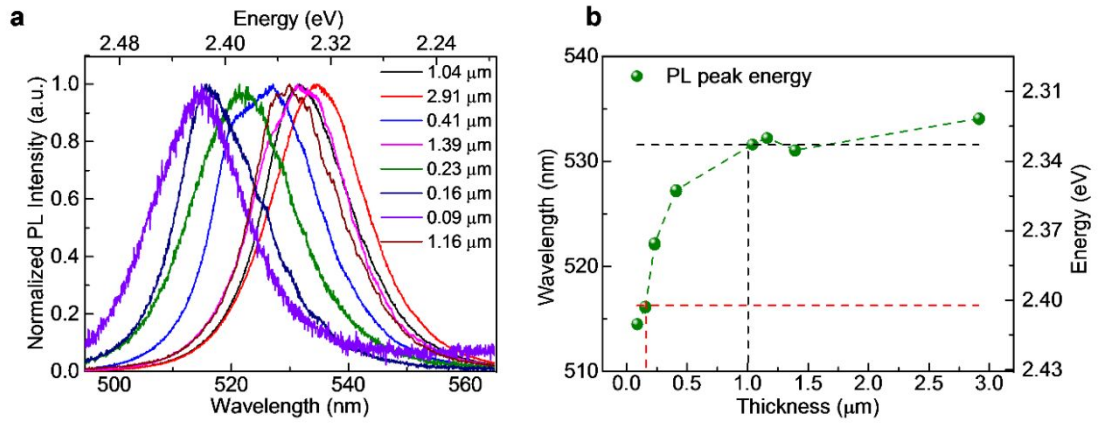 a
Energy (eV)
2.48 2.40 2.32 2.24
Normalized PL Intensity (a.u.)
1.0
0.8
0.6
0.4
0.2
0.0
1.04 μm
2.91 μm
0.41 μm
1.39 μm
0.23 μm
0.16 μm
0.09 μm
1.16 μm
500 520 540 560
Wavelength (nm)
b
PL peak energy
Wavelength (nm)
540
530
520
510
2.31
2.34
2.37
2.40
2.43
Energy (eV)
0.0 0.5 1.0 1.5 2.0 2.5 3.0
Thickness (μm)